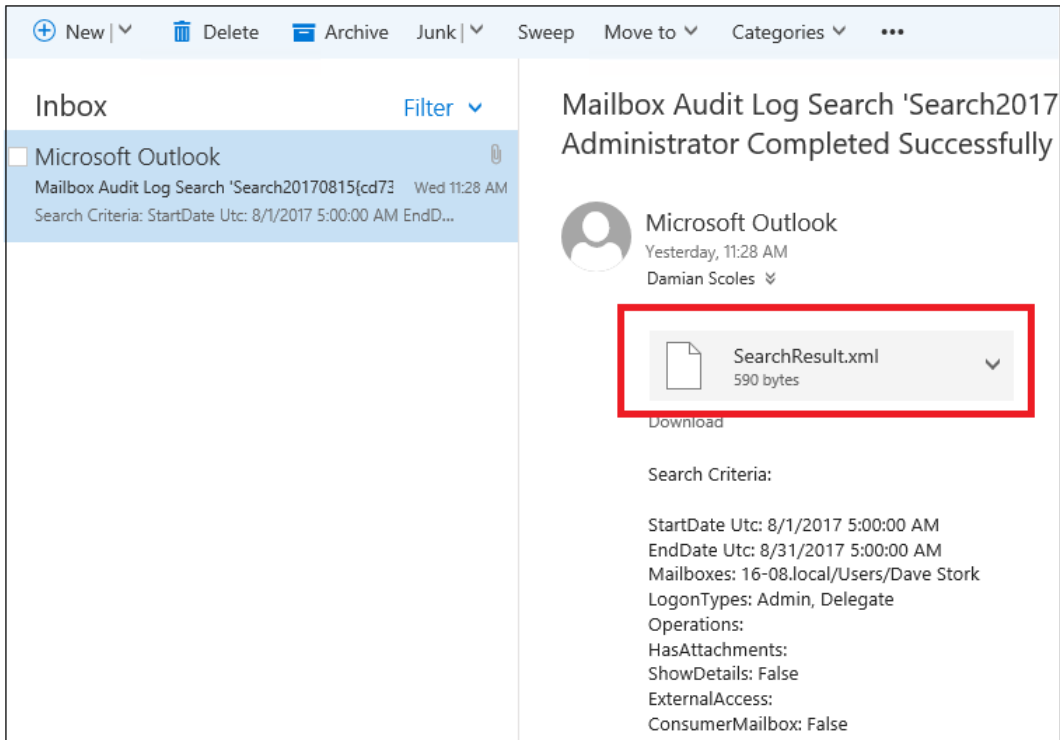 New Delete Archive Junk Sweep Move to Categories •••
Inbox Filter
Microsoft Outlook
Mailbox Audit Log Search 'Search20170815{cd73 Wed 11:28 AM
Search Criteria: StartDate Utc: 8/1/2017 5:00:00 AM EndD...
Mailbox Audit Log Search 'Search2017
Administrator Completed Successfully
Microsoft Outlook
Yesterday, 11:28 AM
Damian Scoles
SearchResult.xml
590 bytes
Download
Search Criteria:
StartDate Utc: 8/1/2017 5:00:00 AM
EndDate Utc: 8/31/2017 5:00:00 AM
Mailboxes: 16-08.local/Users/Dave Stork
LogonTypes: Admin, Delegate
Operations:
HasAttachments:
ShowDetails: False
ExternalAccess:
ConsumerMailbox: False